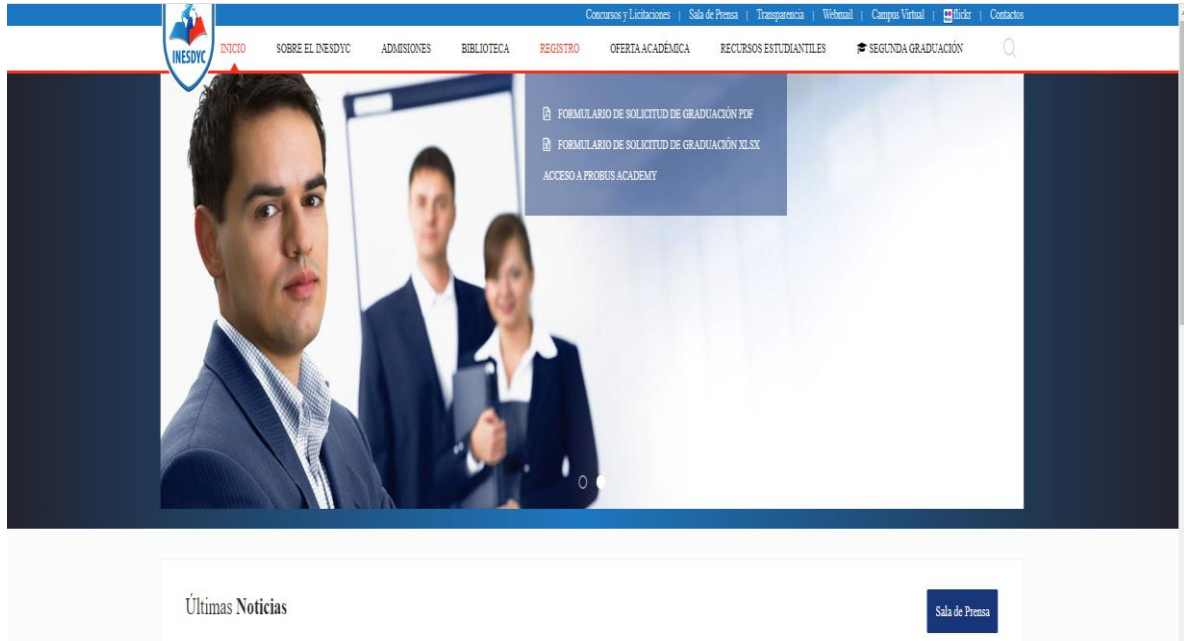 Concursos y Licitaciones | Sala de Prensa | Transparencia | Webmail | Campus Virtual | flickr | Contactos
INESDYC
INICIO SOBRE EL INESDYC ADMISIONES BIBLIOTECA REGISTRO OFERTA ACADÉMICA RECURSOS ESTUDIANTILES SEGUNDA GRADUACIÓN
FORMULARIO DE SOLICITUD DE GRADUACIÓN PDF
FORMULARIO DE SOLICITUD DE GRADUACIÓN XLSX
ACCESO A PROBUS ACADEMY
Últimas Noticias
Sala de Prensa